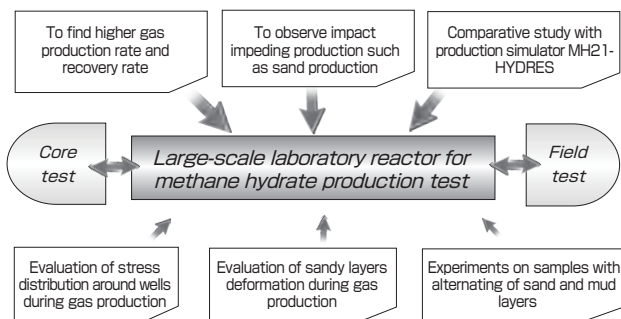 To find higher gas
production rate and
recovery rate
To observe impact
impeding production such
as sand production
Comparative study with
production simulator MH21-
HYDRES
Core
test
Large-scale laboratory reactor for
methane hydrate production test
Field
test
Evaluation of stress
distribution around wells
during gas production
Evaluation of sandy layers
deformation during gas
production
Experiments on samples with
alternating of sand and mud
layers